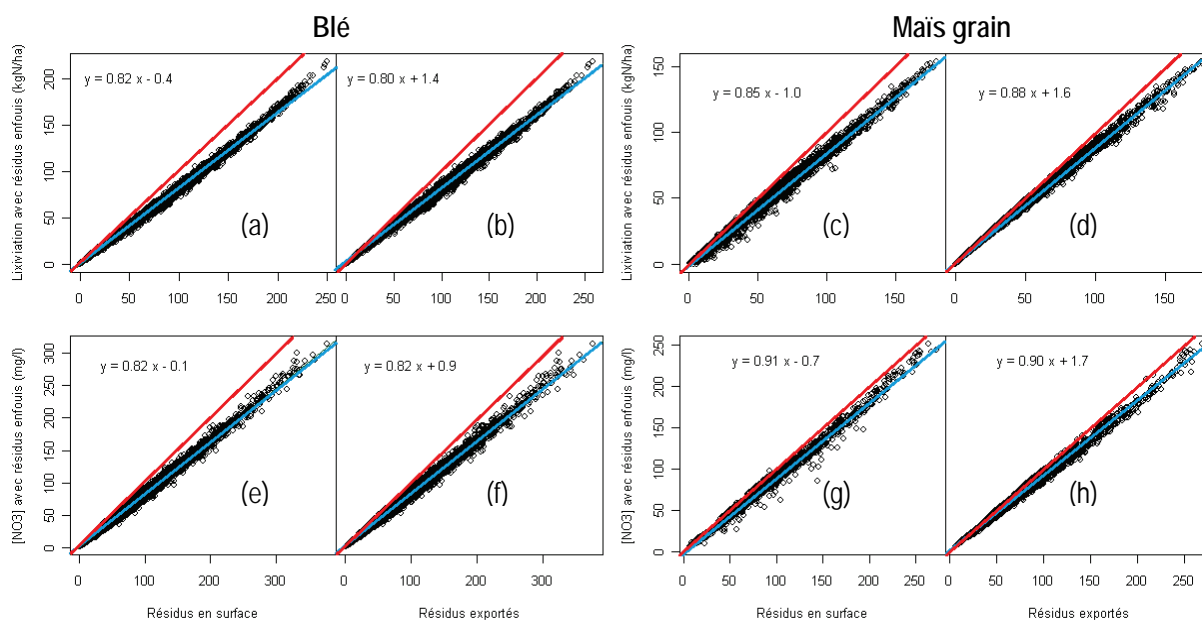 Blé
Maïs grain
Lixiviation avec résidus enfouis (kgN/ha)
0 50 100 150 200
y = 0.82 x - 0.4
(a)
0 50 100 150 200 250
y = 0.80 x + 1.4
(b)
0 50 100 150 200 250
Lixiviation avec résidus enfouis (kgN/ha)
0 50 100 150
y = 0.85 x - 1.0
(c)
0 50 100 150
y = 0.88 x + 1.6
(d)
0 50 100 150
[NO3] avec résidus enfouis (mg/l)
0 50 100 150 200 250 300
y = 0.82 x - 0.1
(e)
0 100 200 300
Résidus en surface
y = 0.82 x + 0.9
(f)
0 100 200 300
Résidus exportés
[NO3] avec résidus enfouis (mg/l)
0 50 100 150 200 250
y = 0.91 x - 0.7
(g)
0 50 100 150 200 250
Résidus en surface
y = 0.90 x + 1.7
(h)
0 50 100 150 200 250
Résidus exportés